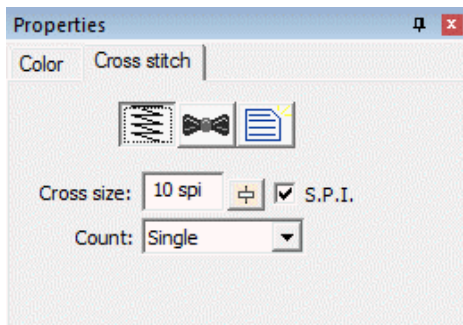 Properties
Color Cross stitch
Cross size: 10 spi S.P.I.
Count: Single